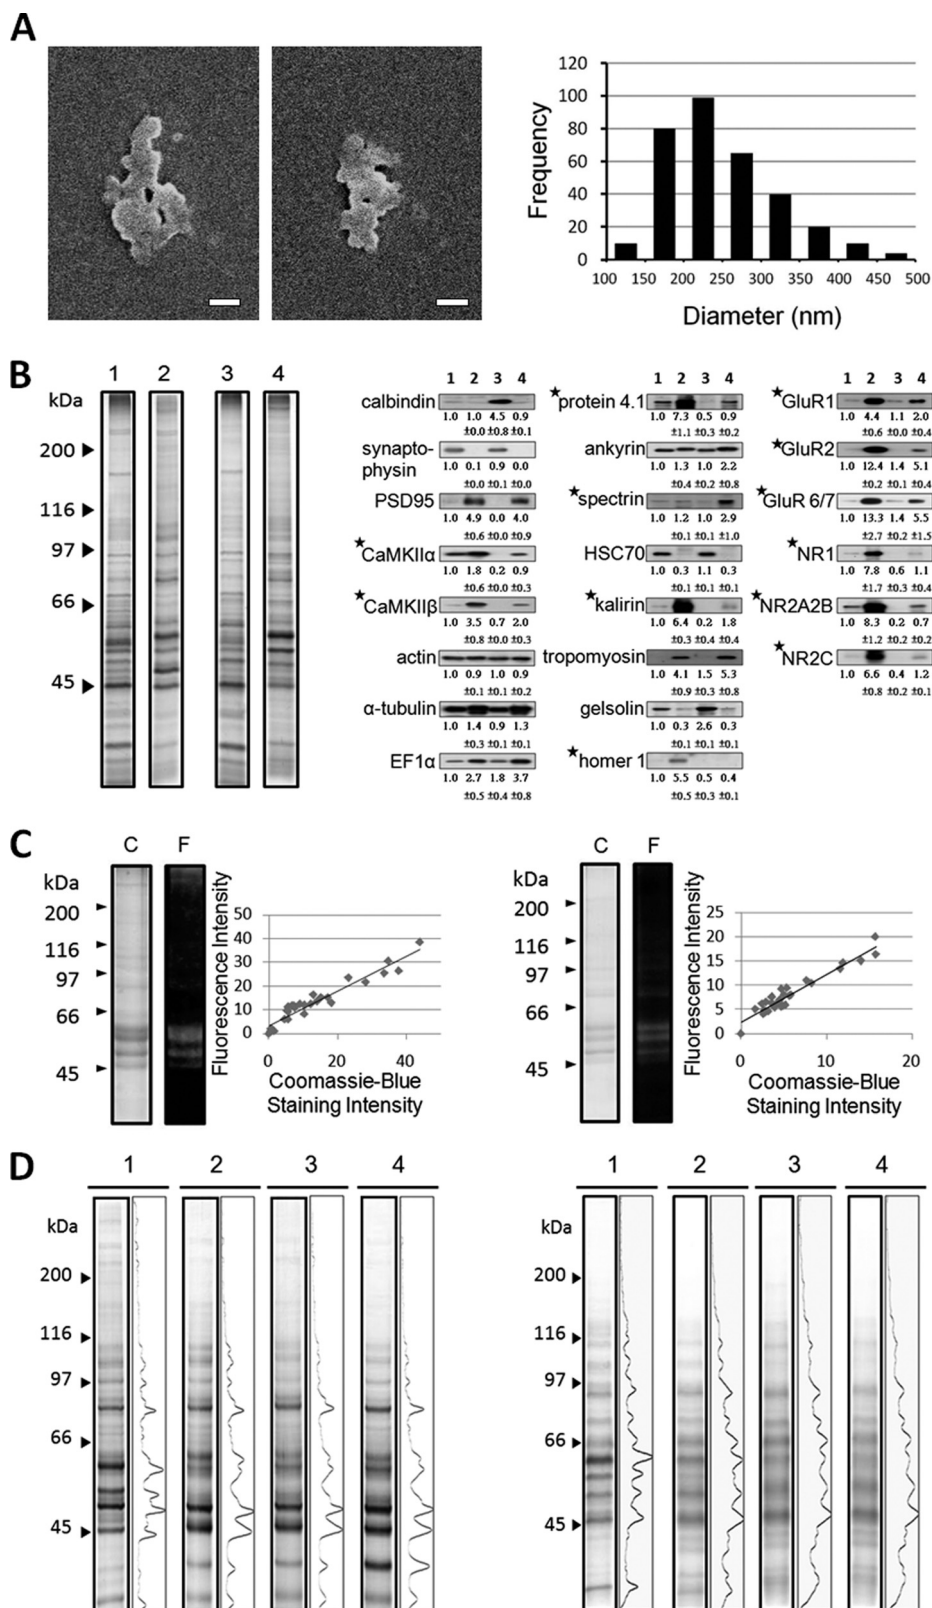 A
120
100
80
60
40
20
0
Frequency
100 150 200 250 300 350 400 450 500
Diameter (nm)
B
1 2 3 4
kDa
200
116
97
66
45
1 2 3 4
calbindin
1.0 1.0 4.5 0.9
±0.0 ±0.8 ±0.1
synapto-
physin
1.0 0.1 0.9 0.0
±0.0 ±0.1 ±0.0
PSD95
1.0 4.9 0.0 4.0
±0.6 ±0.0 ±0.9
★CaMKIIα
1.0 1.8 0.2 0.9
±0.6 ±0.0 ±0.3
★CaMKIIβ
1.0 3.5 0.7 2.0
±0.8 ±0.0 ±0.3
actin
1.0 0.9 1.0 0.9
±0.1 ±0.1 ±0.2
α-tubulin
1.0 1.4 0.9 1.3
±0.3 ±0.1 ±0.1
EF1α
1.0 2.7 1.8 3.7
±0.5 ±0.4 ±0.8
1 2 3 4
★protein 4.1
1.0 7.3 0.5 0.9
±1.1 ±0.3 ±0.2
ankyrin
1.0 1.3 1.0 2.2
±0.4 ±0.2 ±0.8
★spectrin
1.0 1.2 1.0 2.9
±0.1 ±0.1 ±1.0
HSC70
1.0 0.3 1.1 0.3
±0.1 ±0.1 ±0.1
★kalirin
1.0 6.4 0.2 1.8
±0.3 ±0.4 ±0.4
tropomyosin
1.0 4.1 1.5 5.3
±0.9 ±0.3 ±0.8
gelsolin
1.0 0.3 2.6 0.3
±0.1 ±0.1 ±0.1
★homer 1
1.0 5.5 0.5 0.4
±0.5 ±0.3 ±0.1
1 2 3 4
★GluR1
1.0 4.4 1.1 2.0
±0.6 ±0.0 ±0.4
★GluR2
1.0 12.4 1.4 5.1
±0.2 ±0.1 ±0.4
★GluR 6/7
1.0 13.3 1.4 5.5
±2.7 ±0.2 ±1.5
★NR1
1.0 7.8 0.6 1.1
±1.7 ±0.3 ±0.4
★NR2A2B
1.0 8.3 0.2 0.7
±1.2 ±0.2 ±0.2
★NR2C
1.0 6.6 0.4 1.2
±0.8 ±0.2 ±0.1
C
C F
kDa
200
116
97
66
45
Fluorescence Intensity
50
40
30
20
10
0
0 20 40
Coomassie-Blue
Staining Intensity
C F
kDa
200
116
97
66
45
Fluorescence Intensity
25
20
15
10
5
0
0 10 20
Coomassie-Blue
Staining Intensity
D
1 2 3 4
kDa
200
116
97
66
45
1 2 3 4
kDa
200
116
97
66
45